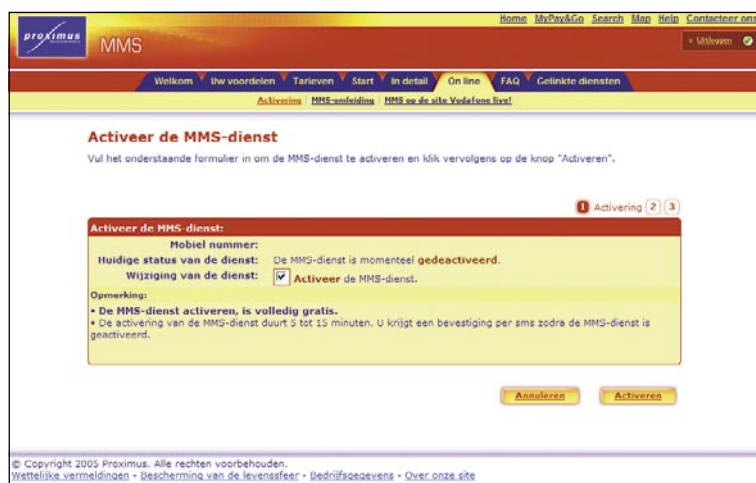 Home MyPay&Go Search Map Help Contacteer ons
proximus
MMS
Uitloggen
Welkom Uw voordelen Tarieven Start In detail On line FAQ Gelinkte diensten
Activering | MMS-omleiding | MMS op de site Vodafone live!
Activeer de MMS-dienst
Vul het onderstaande formulier in om de MMS-dienst te activeren en klik vervolgens op de knop "Activeren".
1 Activering 2 3
Activeer de MMS-dienst:
Mobiel nummer:
Huidige status van de dienst: De MMS-dienst is momenteel gedeactiveerd.
Wijziging van de dienst: Activeer de MMS-dienst.
Opmerking:
• De MMS-dienst activeren, is volledig gratis.
• De activering van de MMS-dienst duurt 5 tot 15 minuten. U krijgt een bevestiging per sms zodra de MMS-dienst is
geactiveerd.
Annuleren Activeren
© Copyright 2005 Proximus. Alle rechten voorbehouden.
Wettelijke vermeldingen - Bescherming van de levenssfeer - Bedrijfsgegevens - Over onze site